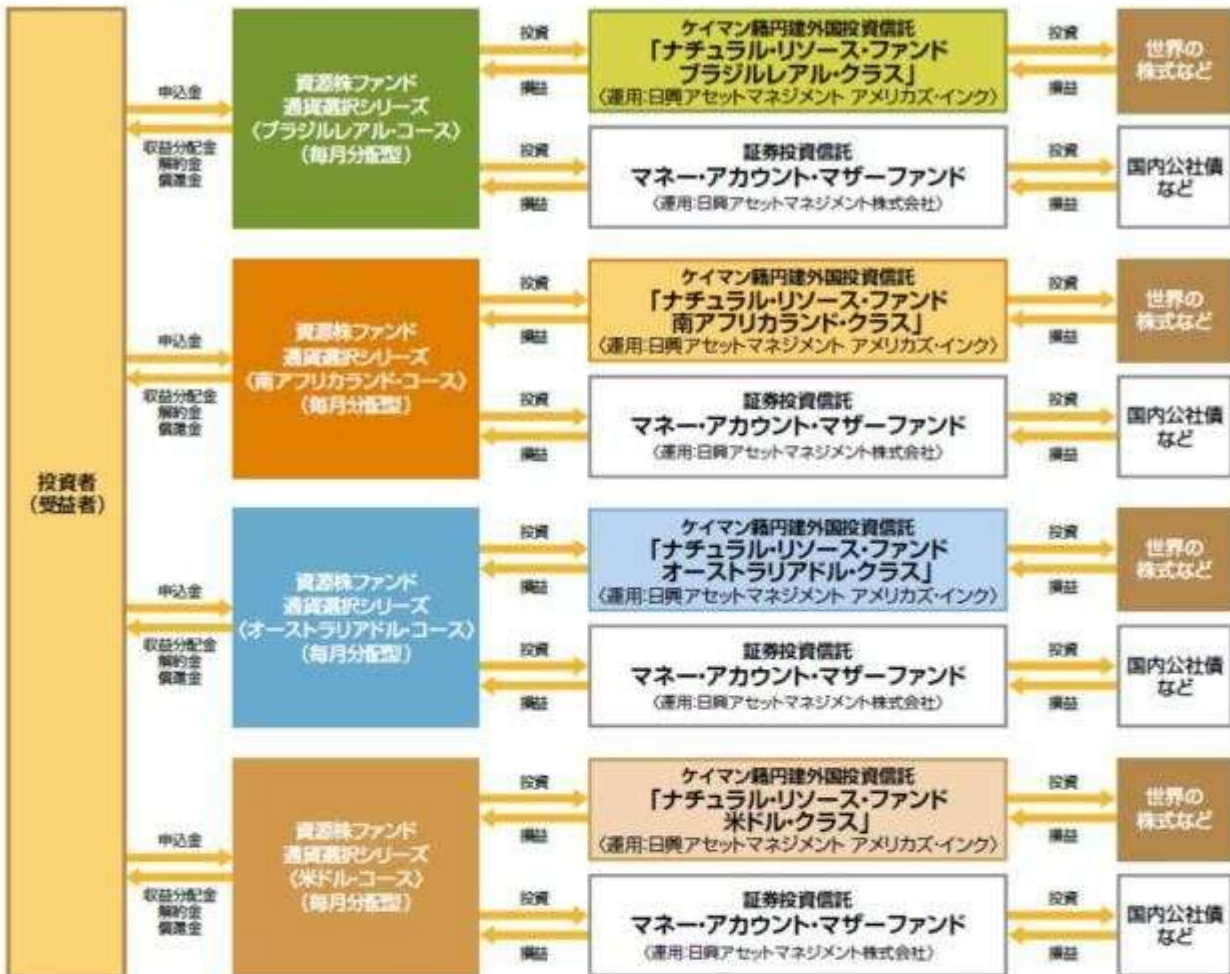 投資者
（受益者）
申込金
収益分配金
解約金
償還金
資源株ファンド
通貨選択シリーズ
〈ブラジルレアル・コース〉
（毎月分配型）
投資
損益
ケイマン籍円建外国投資信託
「ナチュラル・リソース・ファンド
ブラジルレアル・クラス」
〈運用:日興アセットマネジメント アメリカズ・インク〉
投資
損益
世界の
株式など
投資
損益
証券投資信託
マネー・アカウント・マザーファンド
〈運用:日興アセットマネジメント株式会社〉
投資
損益
国内公社債
など
申込金
収益分配金
解約金
償還金
資源株ファンド
通貨選択シリーズ
〈南アフリカランド・コース〉
（毎月分配型）
投資
損益
ケイマン籍円建外国投資信託
「ナチュラル・リソース・ファンド
南アフリカランド・クラス」
〈運用:日興アセットマネジメント アメリカズ・インク〉
投資
損益
世界の
株式など
投資
損益
証券投資信託
マネー・アカウント・マザーファンド
〈運用:日興アセットマネジメント株式会社〉
投資
損益
国内公社債
など
申込金
収益分配金
解約金
償還金
資源株ファンド
通貨選択シリーズ
〈オーストラリアドル・コース〉
（毎月分配型）
投資
損益
ケイマン籍円建外国投資信託
「ナチュラル・リソース・ファンド
オーストラリアドル・クラス」
〈運用:日興アセットマネジメント アメリカズ・インク〉
投資
損益
世界の
株式など
投資
損益
証券投資信託
マネー・アカウント・マザーファンド
〈運用:日興アセットマネジメント株式会社〉
投資
損益
国内公社債
など
申込金
収益分配金
解約金
償還金
資源株ファンド
通貨選択シリーズ
〈米ドル・コース〉
（毎月分配型）
投資
損益
ケイマン籍円建外国投資信託
「ナチュラル・リソース・ファンド
米ドル・クラス」
〈運用:日興アセットマネジメント アメリカズ・インク〉
投資
損益
世界の
株式など
投資
損益
証券投資信託
マネー・アカウント・マザーファンド
〈運用:日興アセットマネジメント株式会社〉
投資
損益
国内公社債
など